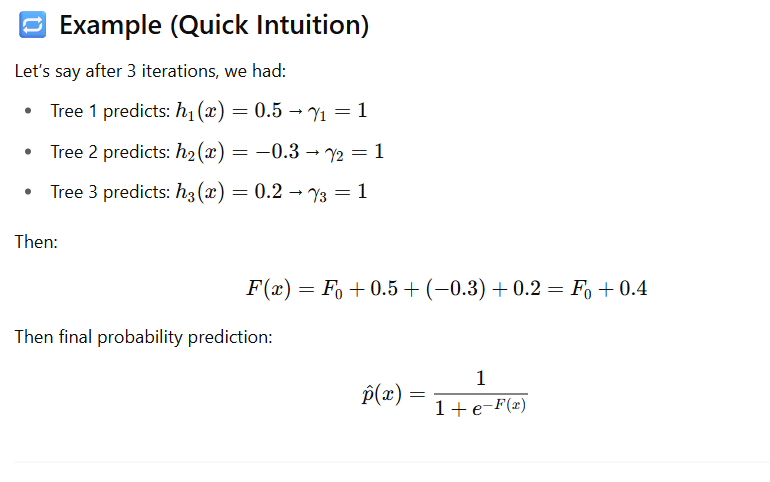 🔁 Example (Quick Intuition)
Let's say after 3 iterations, we had:
• Tree 1 predicts: h₁(x) = 0.5 → γ₁ = 1
• Tree 2 predicts: h₂(x) = −0.3 → γ₂ = 1
• Tree 3 predicts: h₃(x) = 0.2 → γ₃ = 1
Then:
F(x) = F₀ + 0.5 + (−0.3) + 0.2 = F₀ + 0.4
Then final probability prediction:
p̂(x) = 1 / (1 + e^{−F(x)})